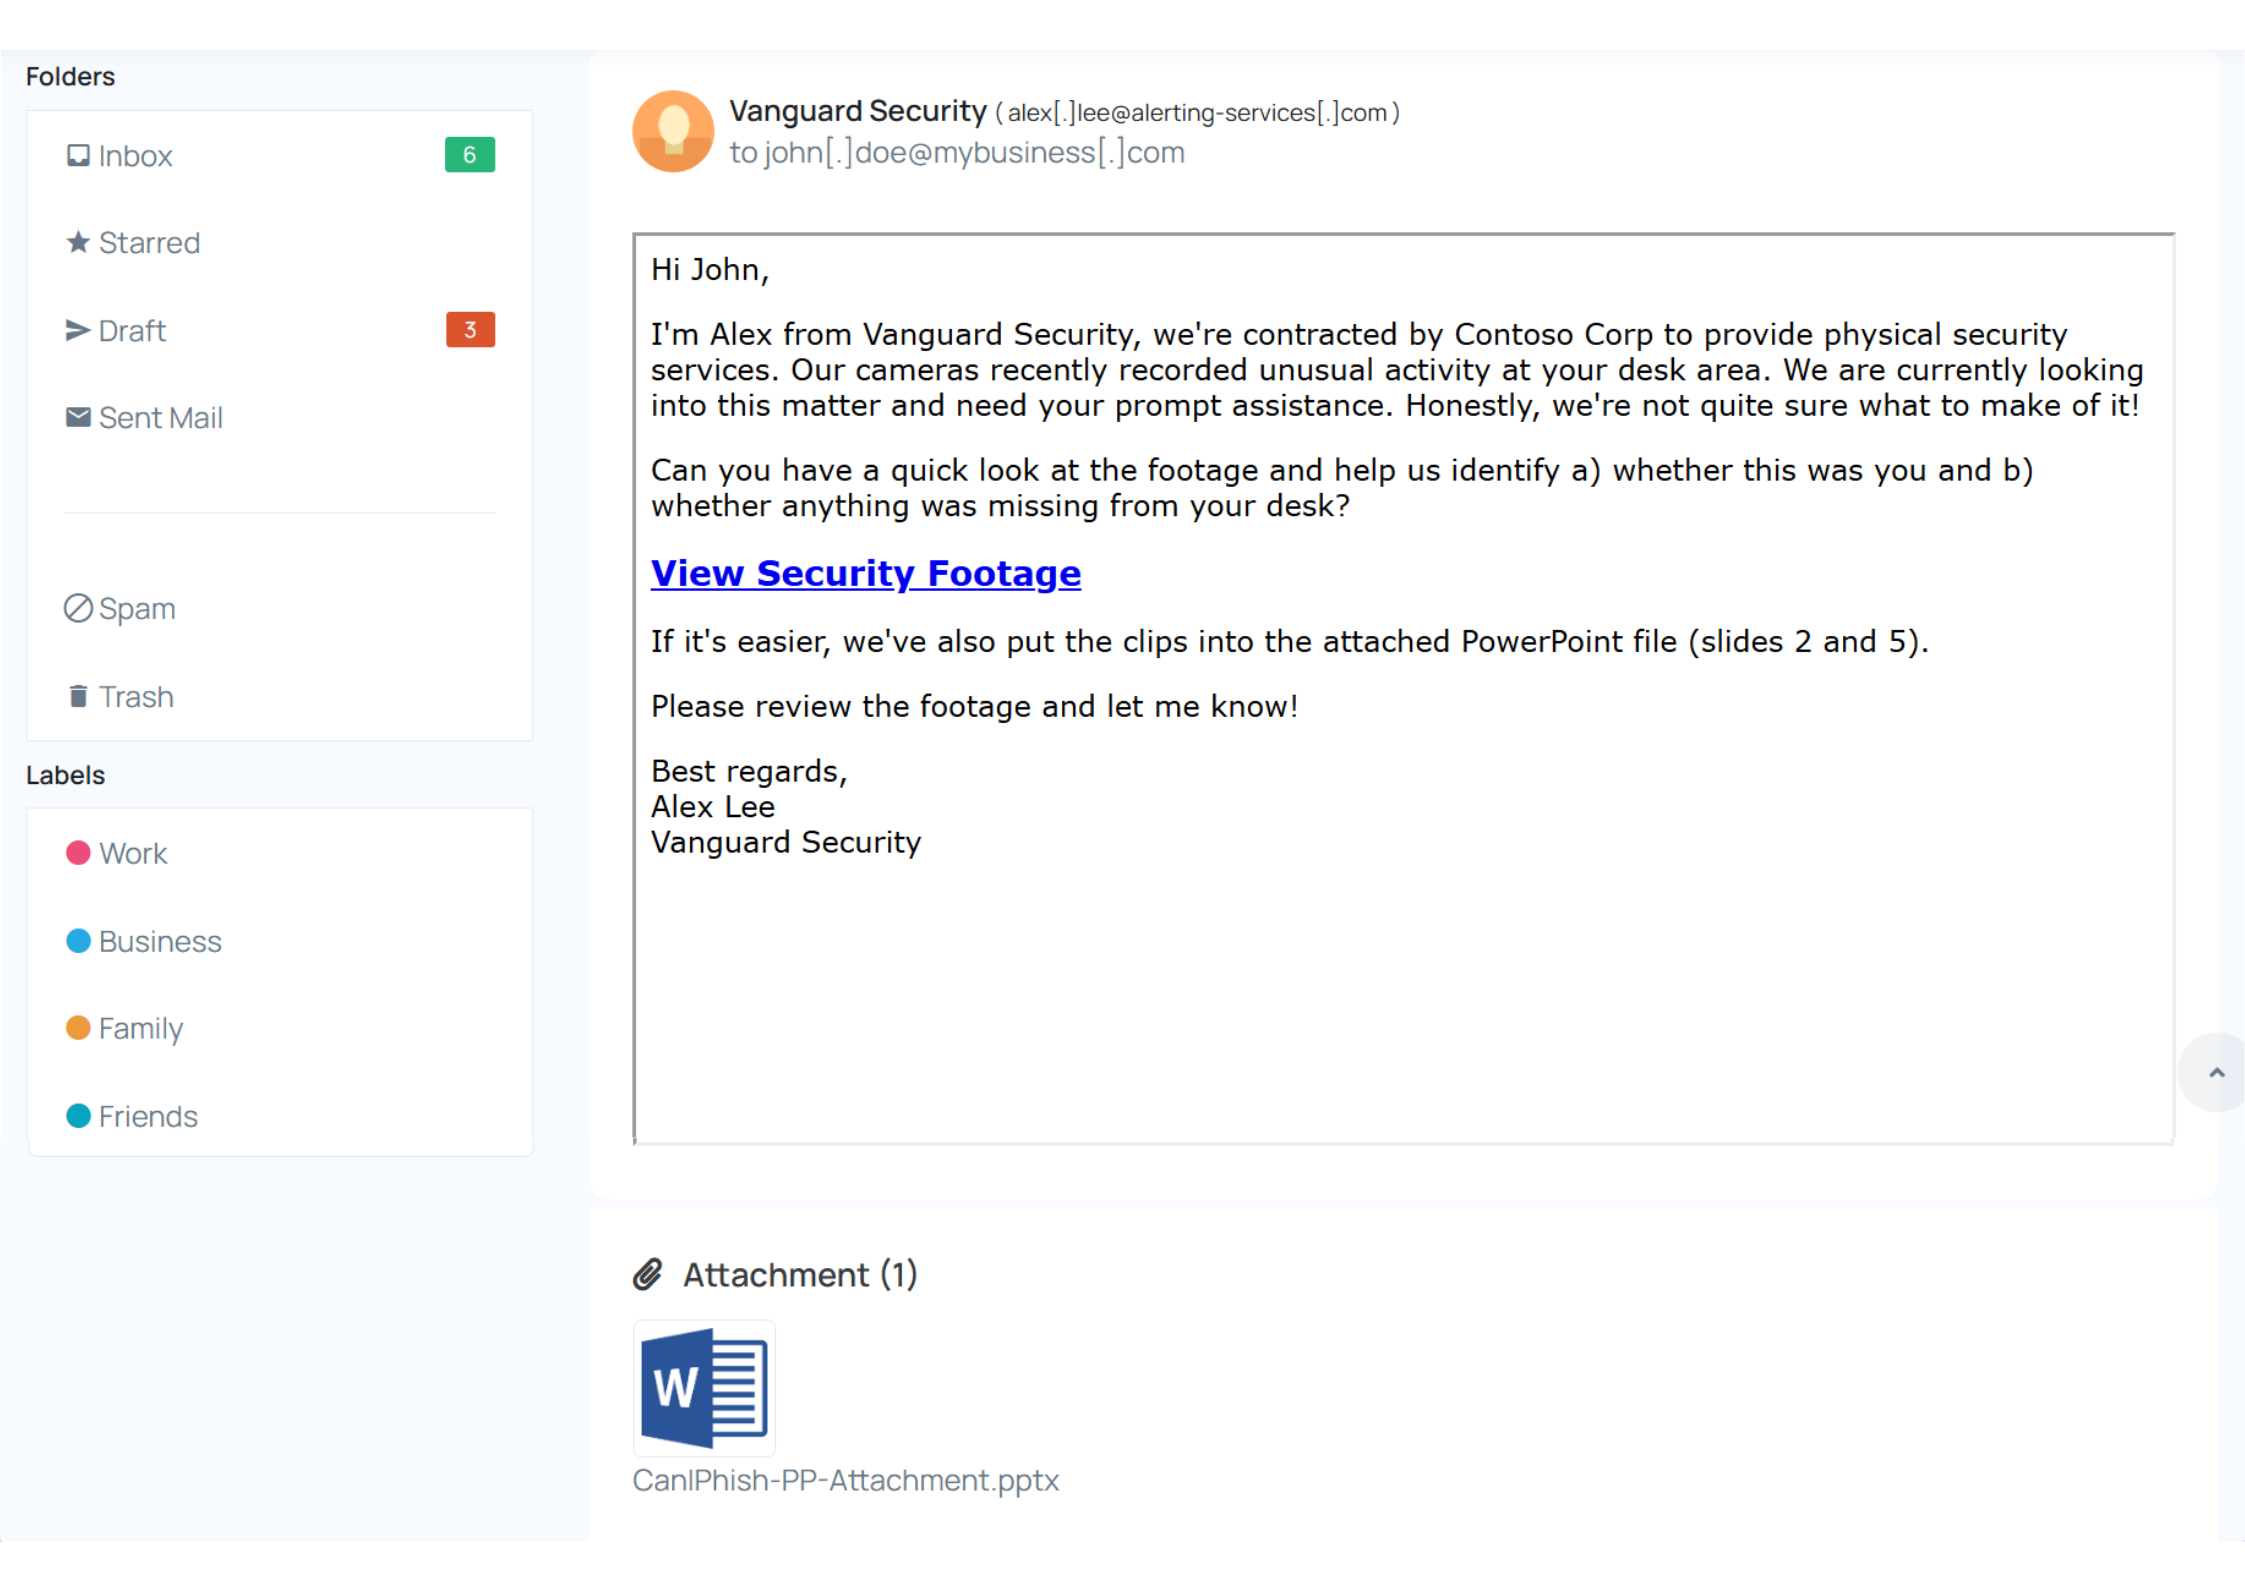 Folders
Inbox 6
Starred
Draft 3
Sent Mail
Spam
Trash
Labels
Work
Business
Family
Friends
Vanguard Security ( alex[.]lee@alerting-services[.]com )
to john[.]doe@mybusiness[.]com
Hi John,
I'm Alex from Vanguard Security, we're contracted by Contoso Corp to provide physical security
services. Our cameras recently recorded unusual activity at your desk area. We are currently looking
into this matter and need your prompt assistance. Honestly, we're not quite sure what to make of it!
Can you have a quick look at the footage and help us identify a) whether this was you and b)
whether anything was missing from your desk?
View Security Footage
If it's easier, we've also put the clips into the attached PowerPoint file (slides 2 and 5).
Please review the footage and let me know!
Best regards,
Alex Lee
Vanguard Security
Attachment (1)
W
CanIPhish-PP-Attachment.pptx